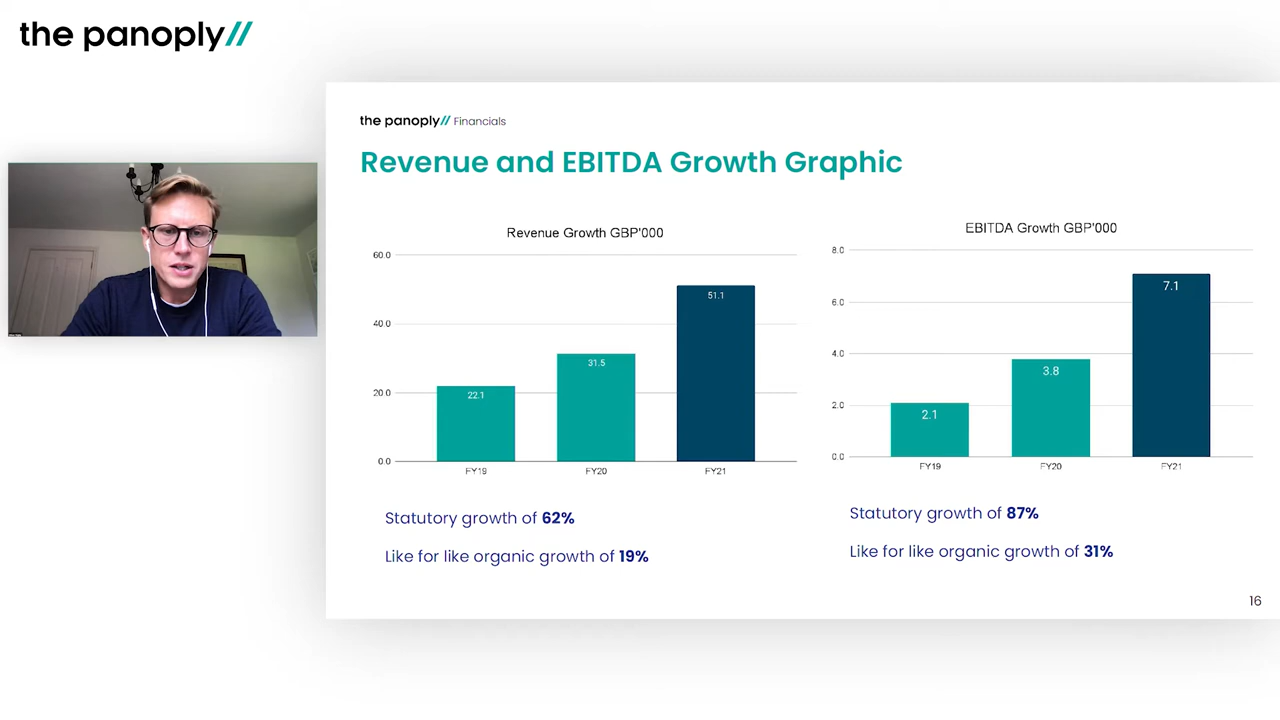 the panoply//
the panoply// Financials
Revenue and EBITDA Growth Graphic
Revenue Growth GBP'000
60.0
40.0
20.0
0.0
22.1
31.5
51.1
FY19
FY20
FY21
Statutory growth of 62%
Like for like organic growth of 19%
EBITDA Growth GBP'000
8.0
6.0
4.0
2.0
0.0
2.1
3.8
7.1
FY19
FY20
FY21
Statutory growth of 87%
Like for like organic growth of 31%
16